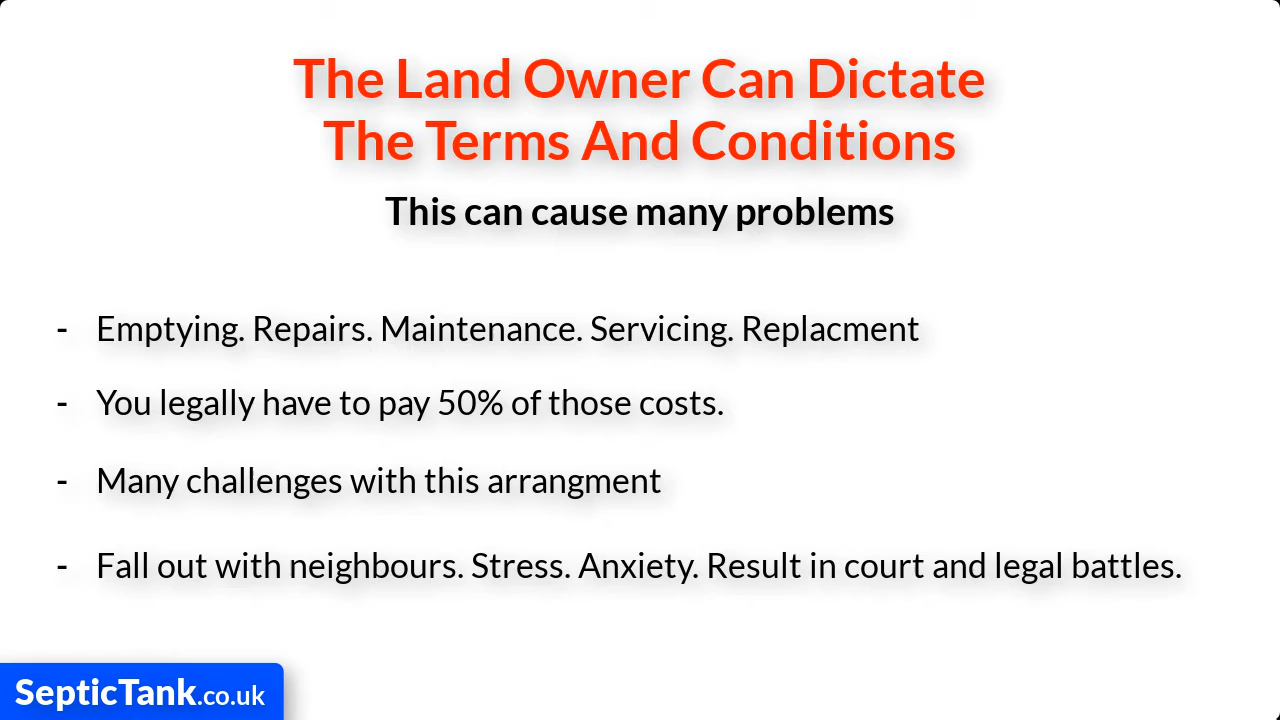 The Land Owner Can Dictate
The Terms And Conditions
This can cause many problems
- Emptying. Repairs. Maintenance. Servicing. Replacment
- You legally have to pay 50% of those costs.
- Many challenges with this arrangment
- Fall out with neighbours. Stress. Anxiety. Result in court and legal battles.
SepticTank.co.uk